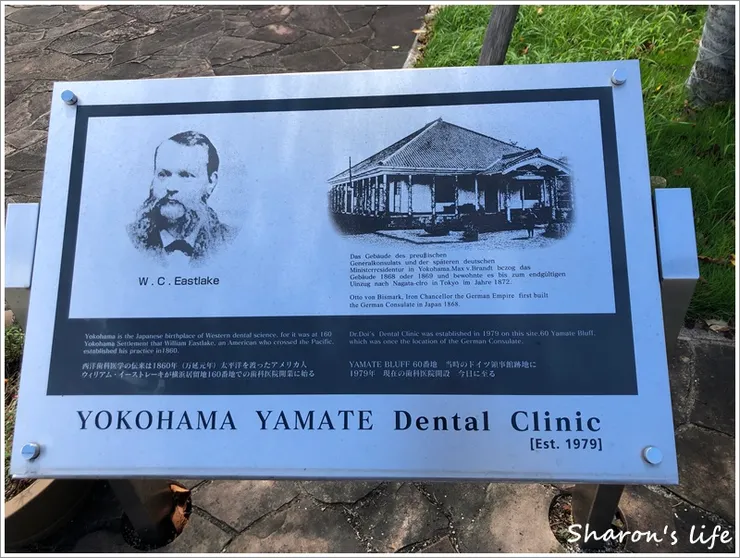 W . C . Eastlake
Das Gebäude des preußischen
Generalkonsulats und der späteren deutschen
Ministerresidentur in Yokohama.Max v.Brandt bczog das
Gebäude 1868 oder 1869 und bewohnte es bis zum endgültigen
Uinzug nach Nagata-clro in Tokyo im Jahre 1872.
Otto von Bismark, Iron Chancellor the German Empire first built
the German Consulate in Japan 1868.
Yokohama is the Japanese birthplace of Western dental science, for it was at 160
Yokohama Settlement that William Eastlake, an American who crossed the Pacific,
established his practice in1860.
西洋歯科医学の伝来は1860年（万延元年）太平洋を渡ったアメリカ人
ウィリアム・イーストレーキが横浜居留地160番地での歯科医院開業に始る
Dr.Doi's Dental Clinic was established in 1979 on this site,60 Yamate Bluff,
which was once the location of the German Consulate.
YAMATE BLUFF 60番地 当時のドイツ領事館跡地に
1979年 現在の歯科医院開設 今日に至る
YOKOHAMA YAMATE Dental Clinic
[Est. 1979]
Sharon's life